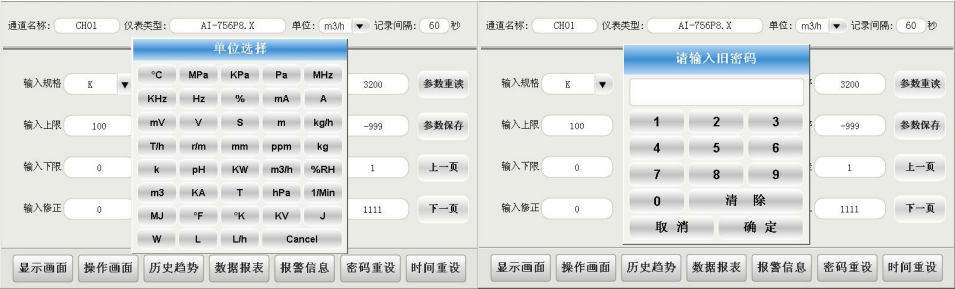 通道名称: CH01 仪表类型: AI-756P8.X 单位: m3/h 记录间隔: 60 秒
单位选择
°C MPa KPa Pa MHz
KHz Hz % mA A
mV V S m kg/h
T/h r/m mm ppm kg
k pH KW m3/h %RH
m3 KA T hPa 1/Min
MJ °F °K KV J
W L L/h Cancel
输入规格 K 3200 参数重读
输入上限 100 -999 参数保存
输入下限 0 1 上一页
输入修正 0 1111 下一页
显示画面 操作画面 历史趋势 数据报表 报警信息 密码重设 时间重设
通道名称: CH01 仪表类型: AI-756P8.X 单位: m3/h 记录间隔: 60 秒
请输入旧密码
1 2 3
4 5 6
7 8 9
0 清 除
取 消 确 定
输入规格 K 3200 参数重读
输入上限 100 -999 参数保存
输入下限 0 1 上一页
输入修正 0 1111 下一页
显示画面 操作画面 历史趋势 数据报表 报警信息 密码重设 时间重设